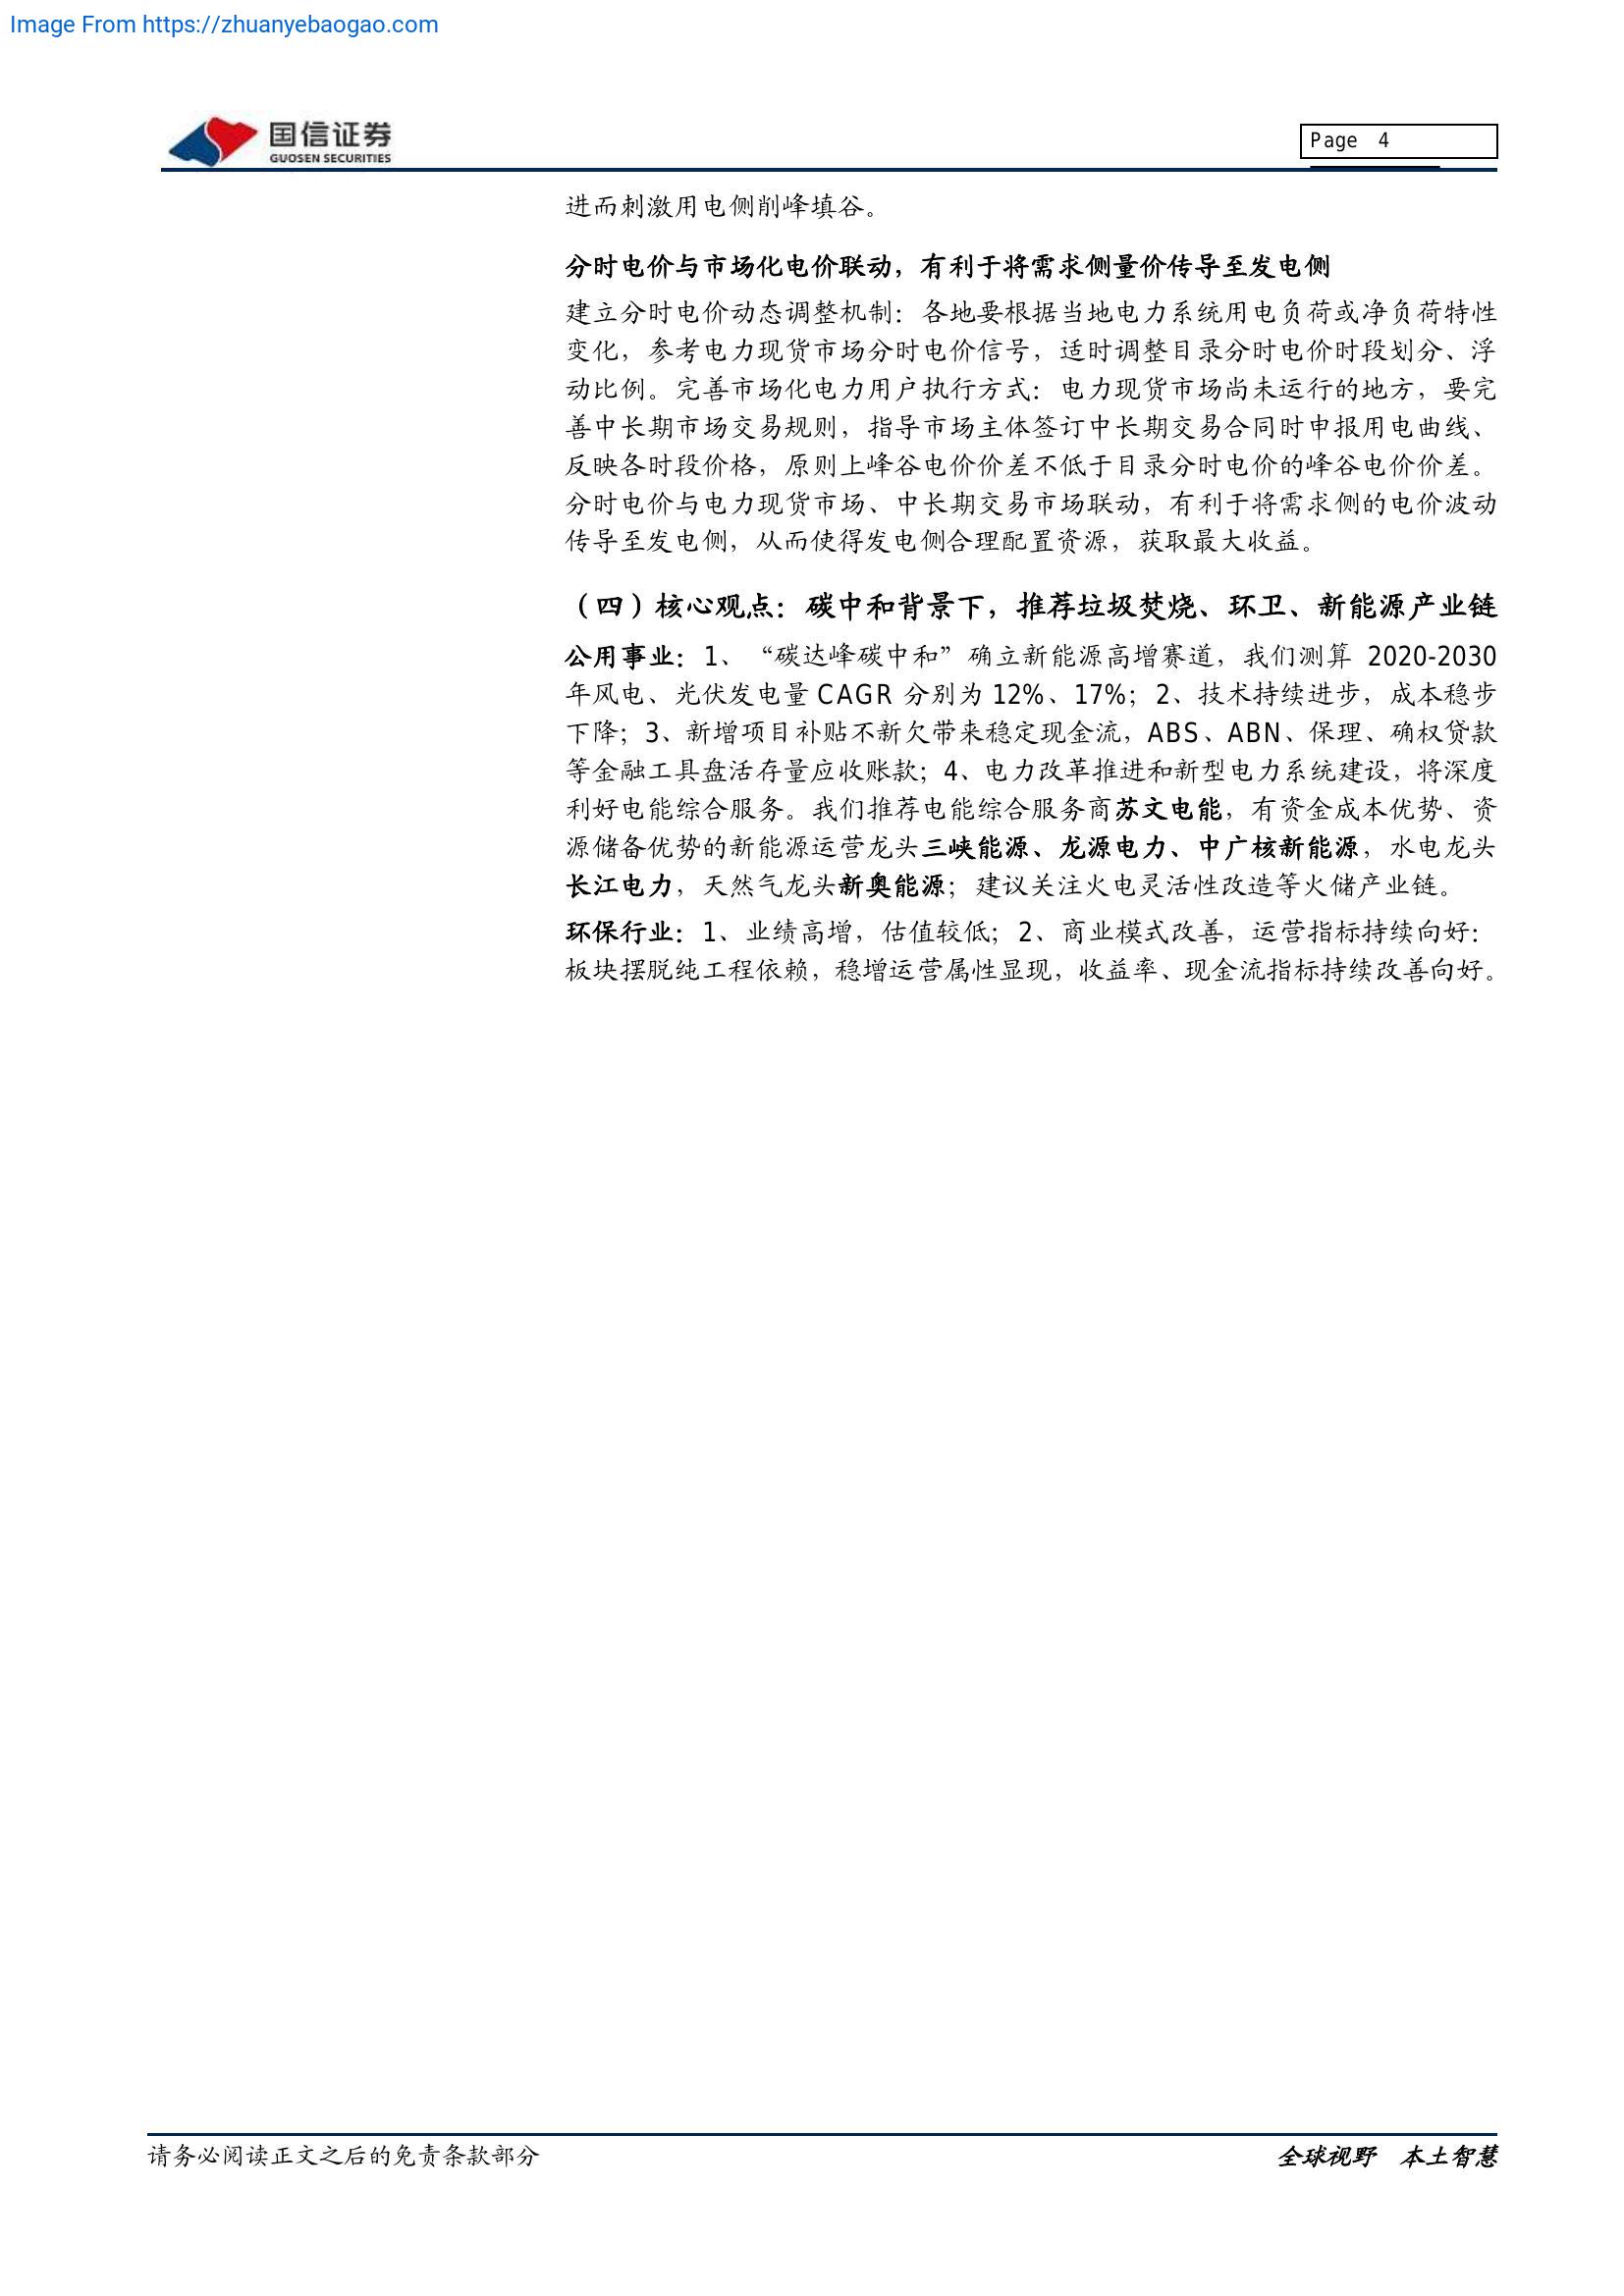 Image From https://zhuanyebaogao.com
国信证券
GUOSEN SECURITIES
Page 4
进而刺激用电侧削峰填谷。
分时电价与市场化电价联动，有利于将需求侧量价传导至发电侧
建立分时电价动态调整机制：各地要根据当地电力系统用电负荷或净负荷特性
变化，参考电力现货市场分时电价信号，适时调整目录分时电价时段划分、浮
动比例。完善市场化电力用户执行方式：电力现货市场尚未运行的地方，要完
善中长期市场交易规则，指导市场主体签订中长期交易合同时申报用电曲线、
反映各时段价格，原则上峰谷电价价差不低于目录分时电价的峰谷电价价差。
分时电价与电力现货市场、中长期交易市场联动，有利于将需求侧的电价波动
传导至发电侧，从而使得发电侧合理配置资源，获取最大收益。
（四）核心观点：碳中和背景下，推荐垃圾焚烧、环卫、新能源产业链
公用事业：1、“碳达峰碳中和”确立新能源高增赛道，我们测算 2020-2030
年风电、光伏发电量 CAGR 分别为 12%、17%；2、技术持续进步，成本稳步
下降；3、新增项目补贴不新欠带来稳定现金流，ABS、ABN、保理、确权贷款
等金融工具盘活存量应收账款；4、电力改革推进和新型电力系统建设，将深度
利好电能综合服务。我们推荐电能综合服务商苏文电能，有资金成本优势、资
源储备优势的新能源运营龙头三峡能源、龙源电力、中广核新能源，水电龙头
长江电力，天然气龙头新奥能源；建议关注火电灵活性改造等火储产业链。
环保行业：1、业绩高增，估值较低；2、商业模式改善，运营指标持续向好：
板块摆脱纯工程依赖，稳增运营属性显现，收益率、现金流指标持续改善向好。
请务必阅读正文之后的免责条款部分
全球视野 本土智慧